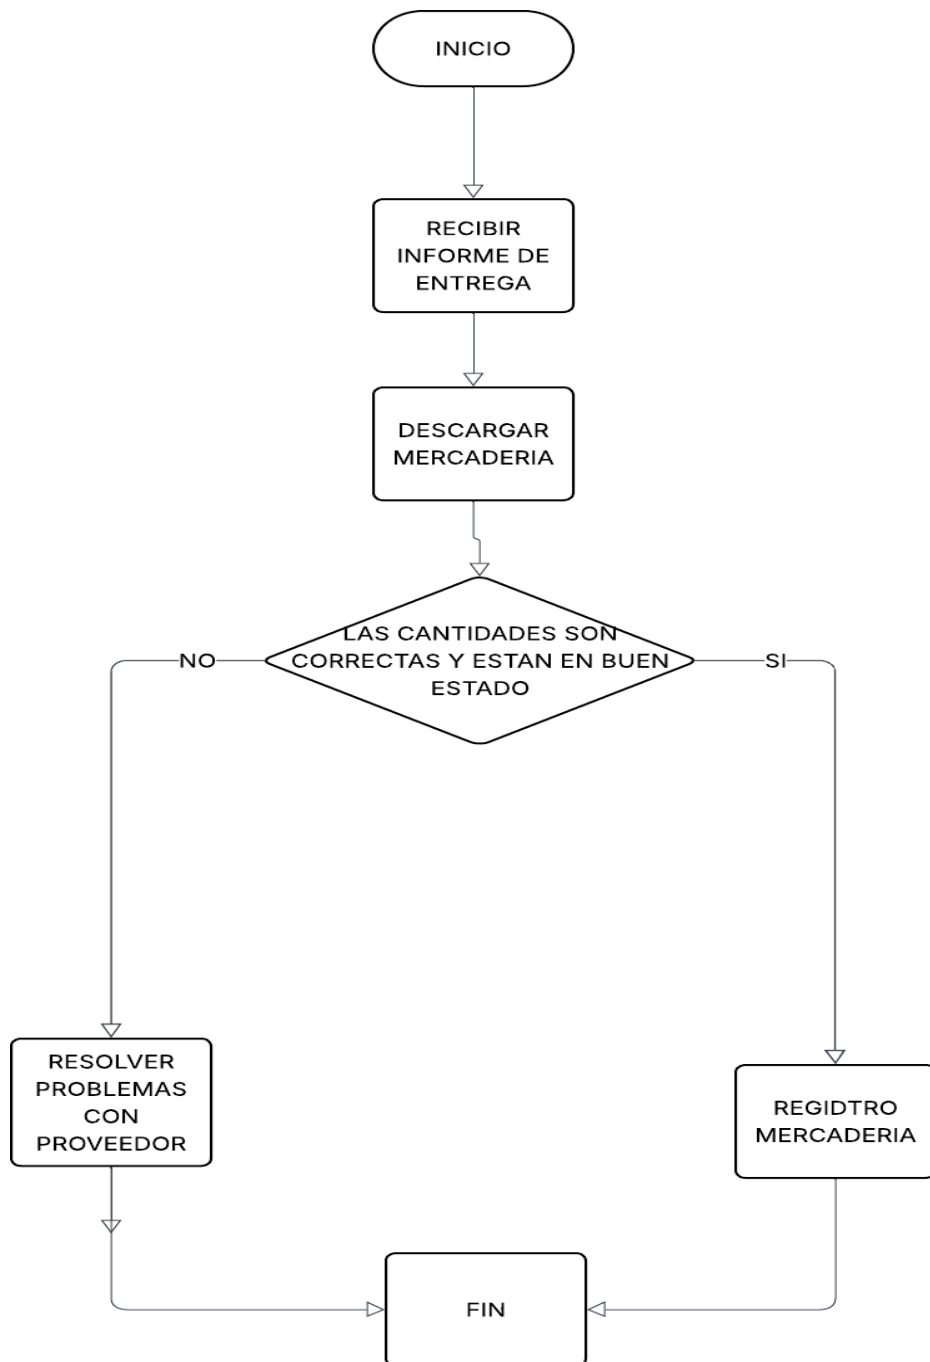 INICIO
RECIBIR
INFORME DE
ENTREGA
DESCARGAR
MERCADERIA
LAS CANTIDADES SON
CORRECTAS Y ESTAN EN BUEN
ESTADO
NO
SI
RESOLVER
PROBLEMAS
CON
PROVEEDOR
REGIDTRO
MERCADERIA
FIN